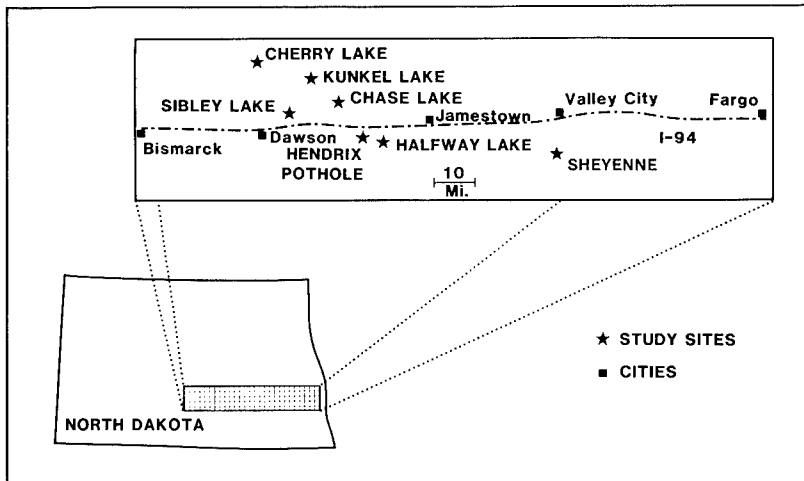 CHERRY LAKE
KUNKEL LAKE
CHASE LAKE
SIBLEY LAKE
Jamestown
Valley City
Fargo
Bismarck
Dawson
HENDRIX
POTHOLE
HALFWAY LAKE
I-94
SHEYENNE
10
Mi.
STUDY SITES
CITIES
NORTH DAKOTA